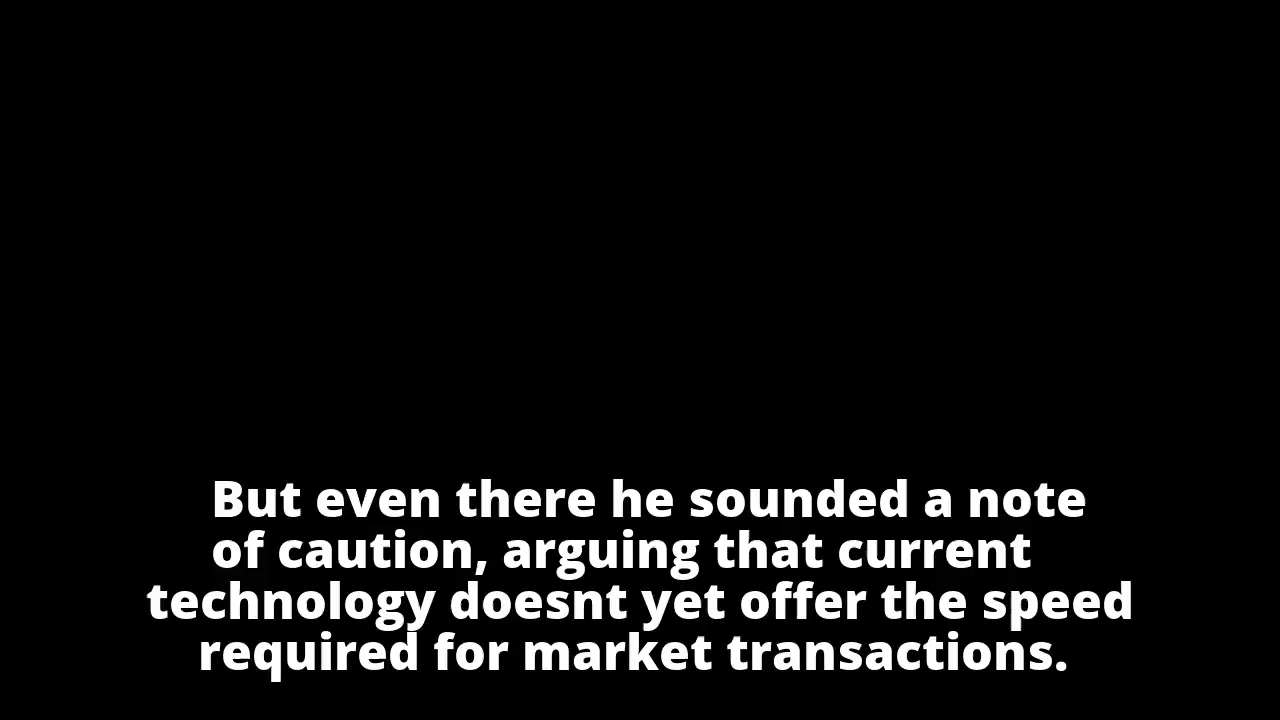 But even there he sounded a note
of caution, arguing that current
technology doesnt yet offer the speed
required for market transactions.